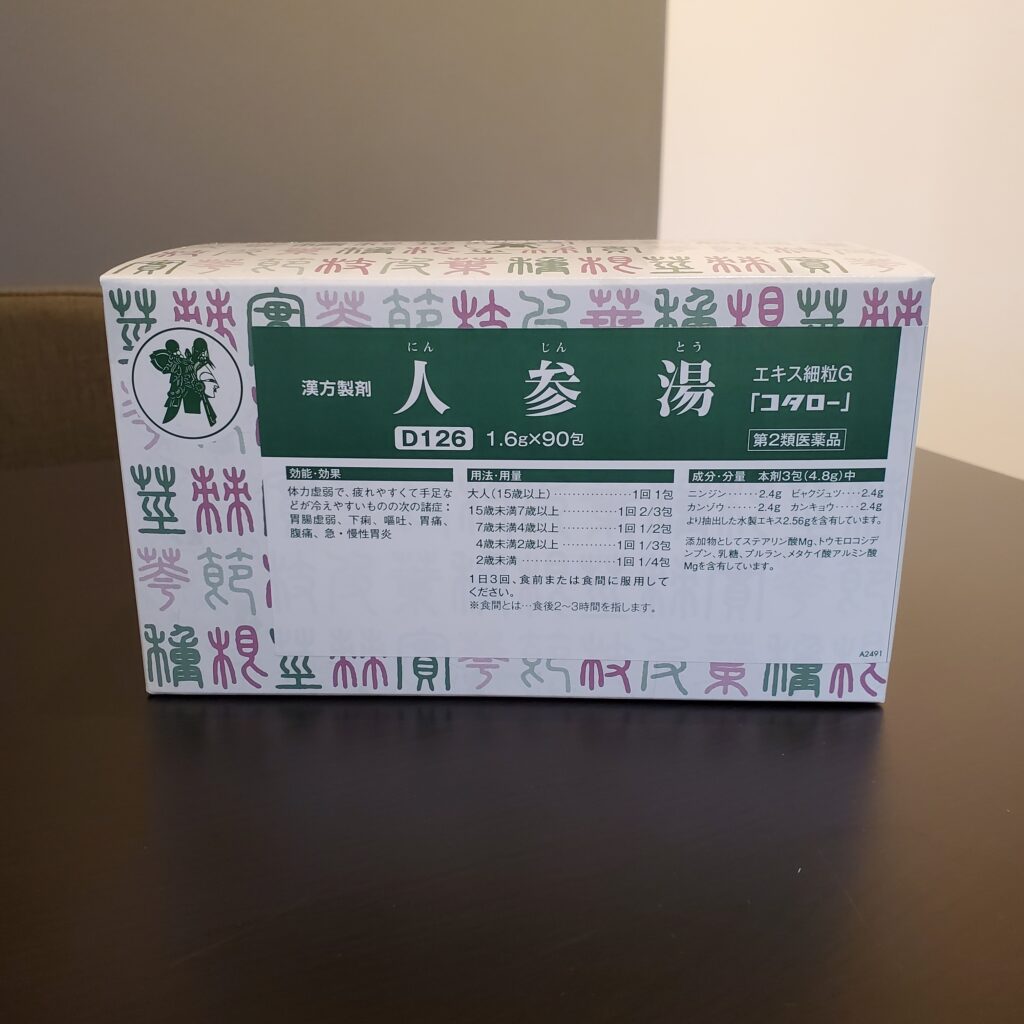 にん じん とう
漢方製剤 人参湯 エキス細粒G
「コタロー」
D126 1.6g×90包 第2類医薬品
効能・効果
体力虚弱で、疲れやすくて手足な
どが冷えやすいものの次の諸症：
胃腸虚弱、下痢、嘔吐、胃痛、
腹痛、急・慢性胃炎
用法・用量
大人(15歳以上)･･････････････1回 1包
15歳未満7歳以上･･････････････1回 2/3包
7歳未満4歳以上･･････････････1回 1/2包
4歳未満2歳以上･･････････････1回 1/3包
2歳未満･･････････････････････1回 1/4包
1日3回、食前または食間に服用して
ください。
※食間とは…食後2〜3時間を指します。
成分・分量 本剤3包(4.8g)中
ニンジン･･････2.4g ビャクジュツ････2.4g
カンゾウ･･････2.4g カンキョウ･････2.4g
より抽出した水製エキス2.56gを含有しています。
添加物としてステアリン酸Mg、トウモロコシデ
ンプン、乳糖、プルラン、メタケイ酸アルミン酸
Mgを含有しています。
A2491